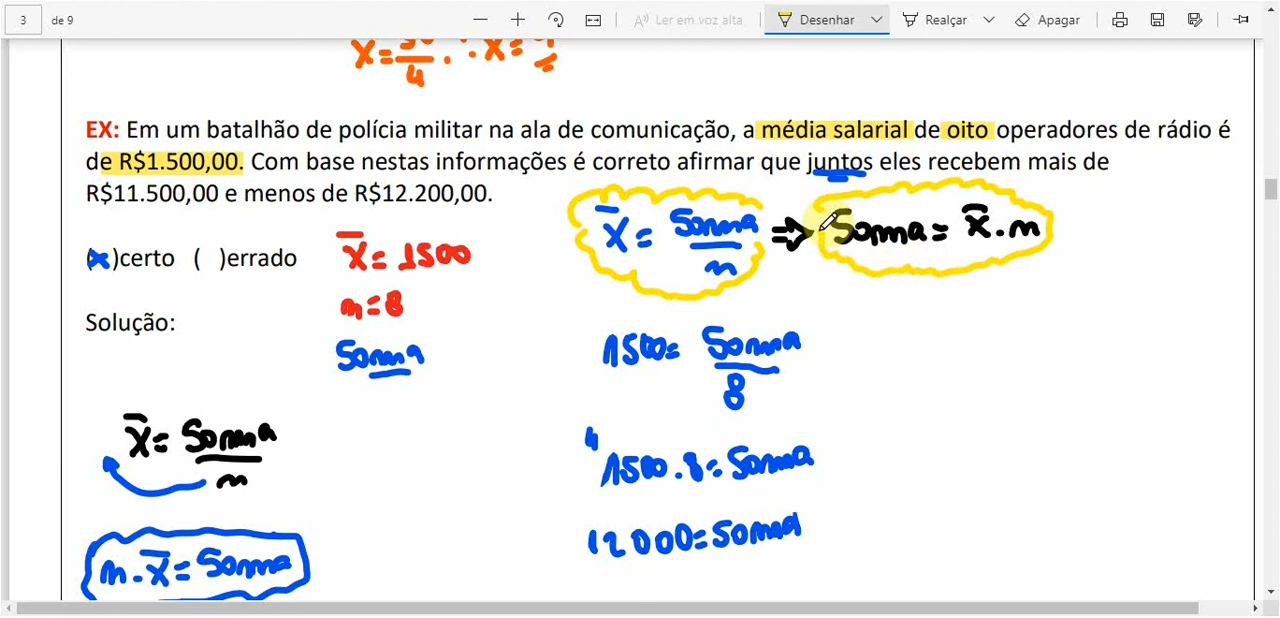 3 de 9 Ler em voz alta Desenhar Realçar Apagar
X = 4 ∴ X =
EX: Em um batalhão de polícia militar na ala de comunicação, a média salarial de oito operadores de rádio é
de R$1.500,00. Com base nestas informações é correto afirmar que juntos eles recebem mais de
R$11.500,00 e menos de R$12.200,00.
X̄ = Soma/n ⇒ Soma = X̄ . n
(x)certo ( )errado
X̄ = 1500
n = 8
Solução:
Soma
1500 = Soma/8
X̄ = Soma/n
1500 . 8 = Soma
12000 = Soma
n . X̄ = Soma